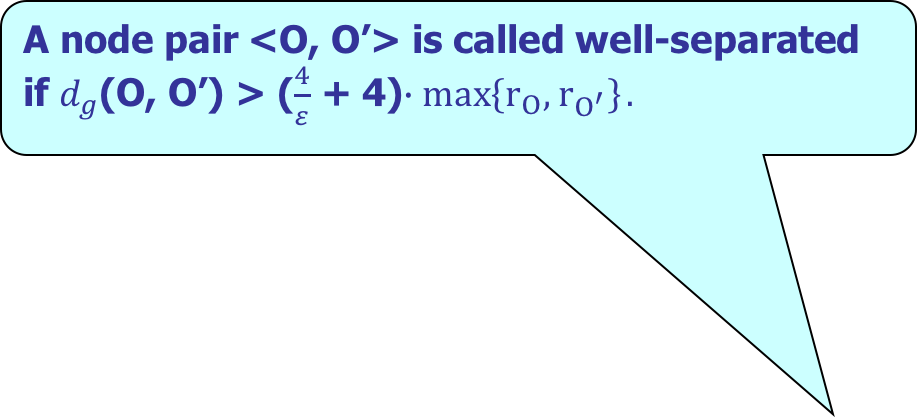 A node pair <O, O’> is called well-separated
if d_g(O, O’) > (4/ε + 4)· max{r_O, r_O′}.